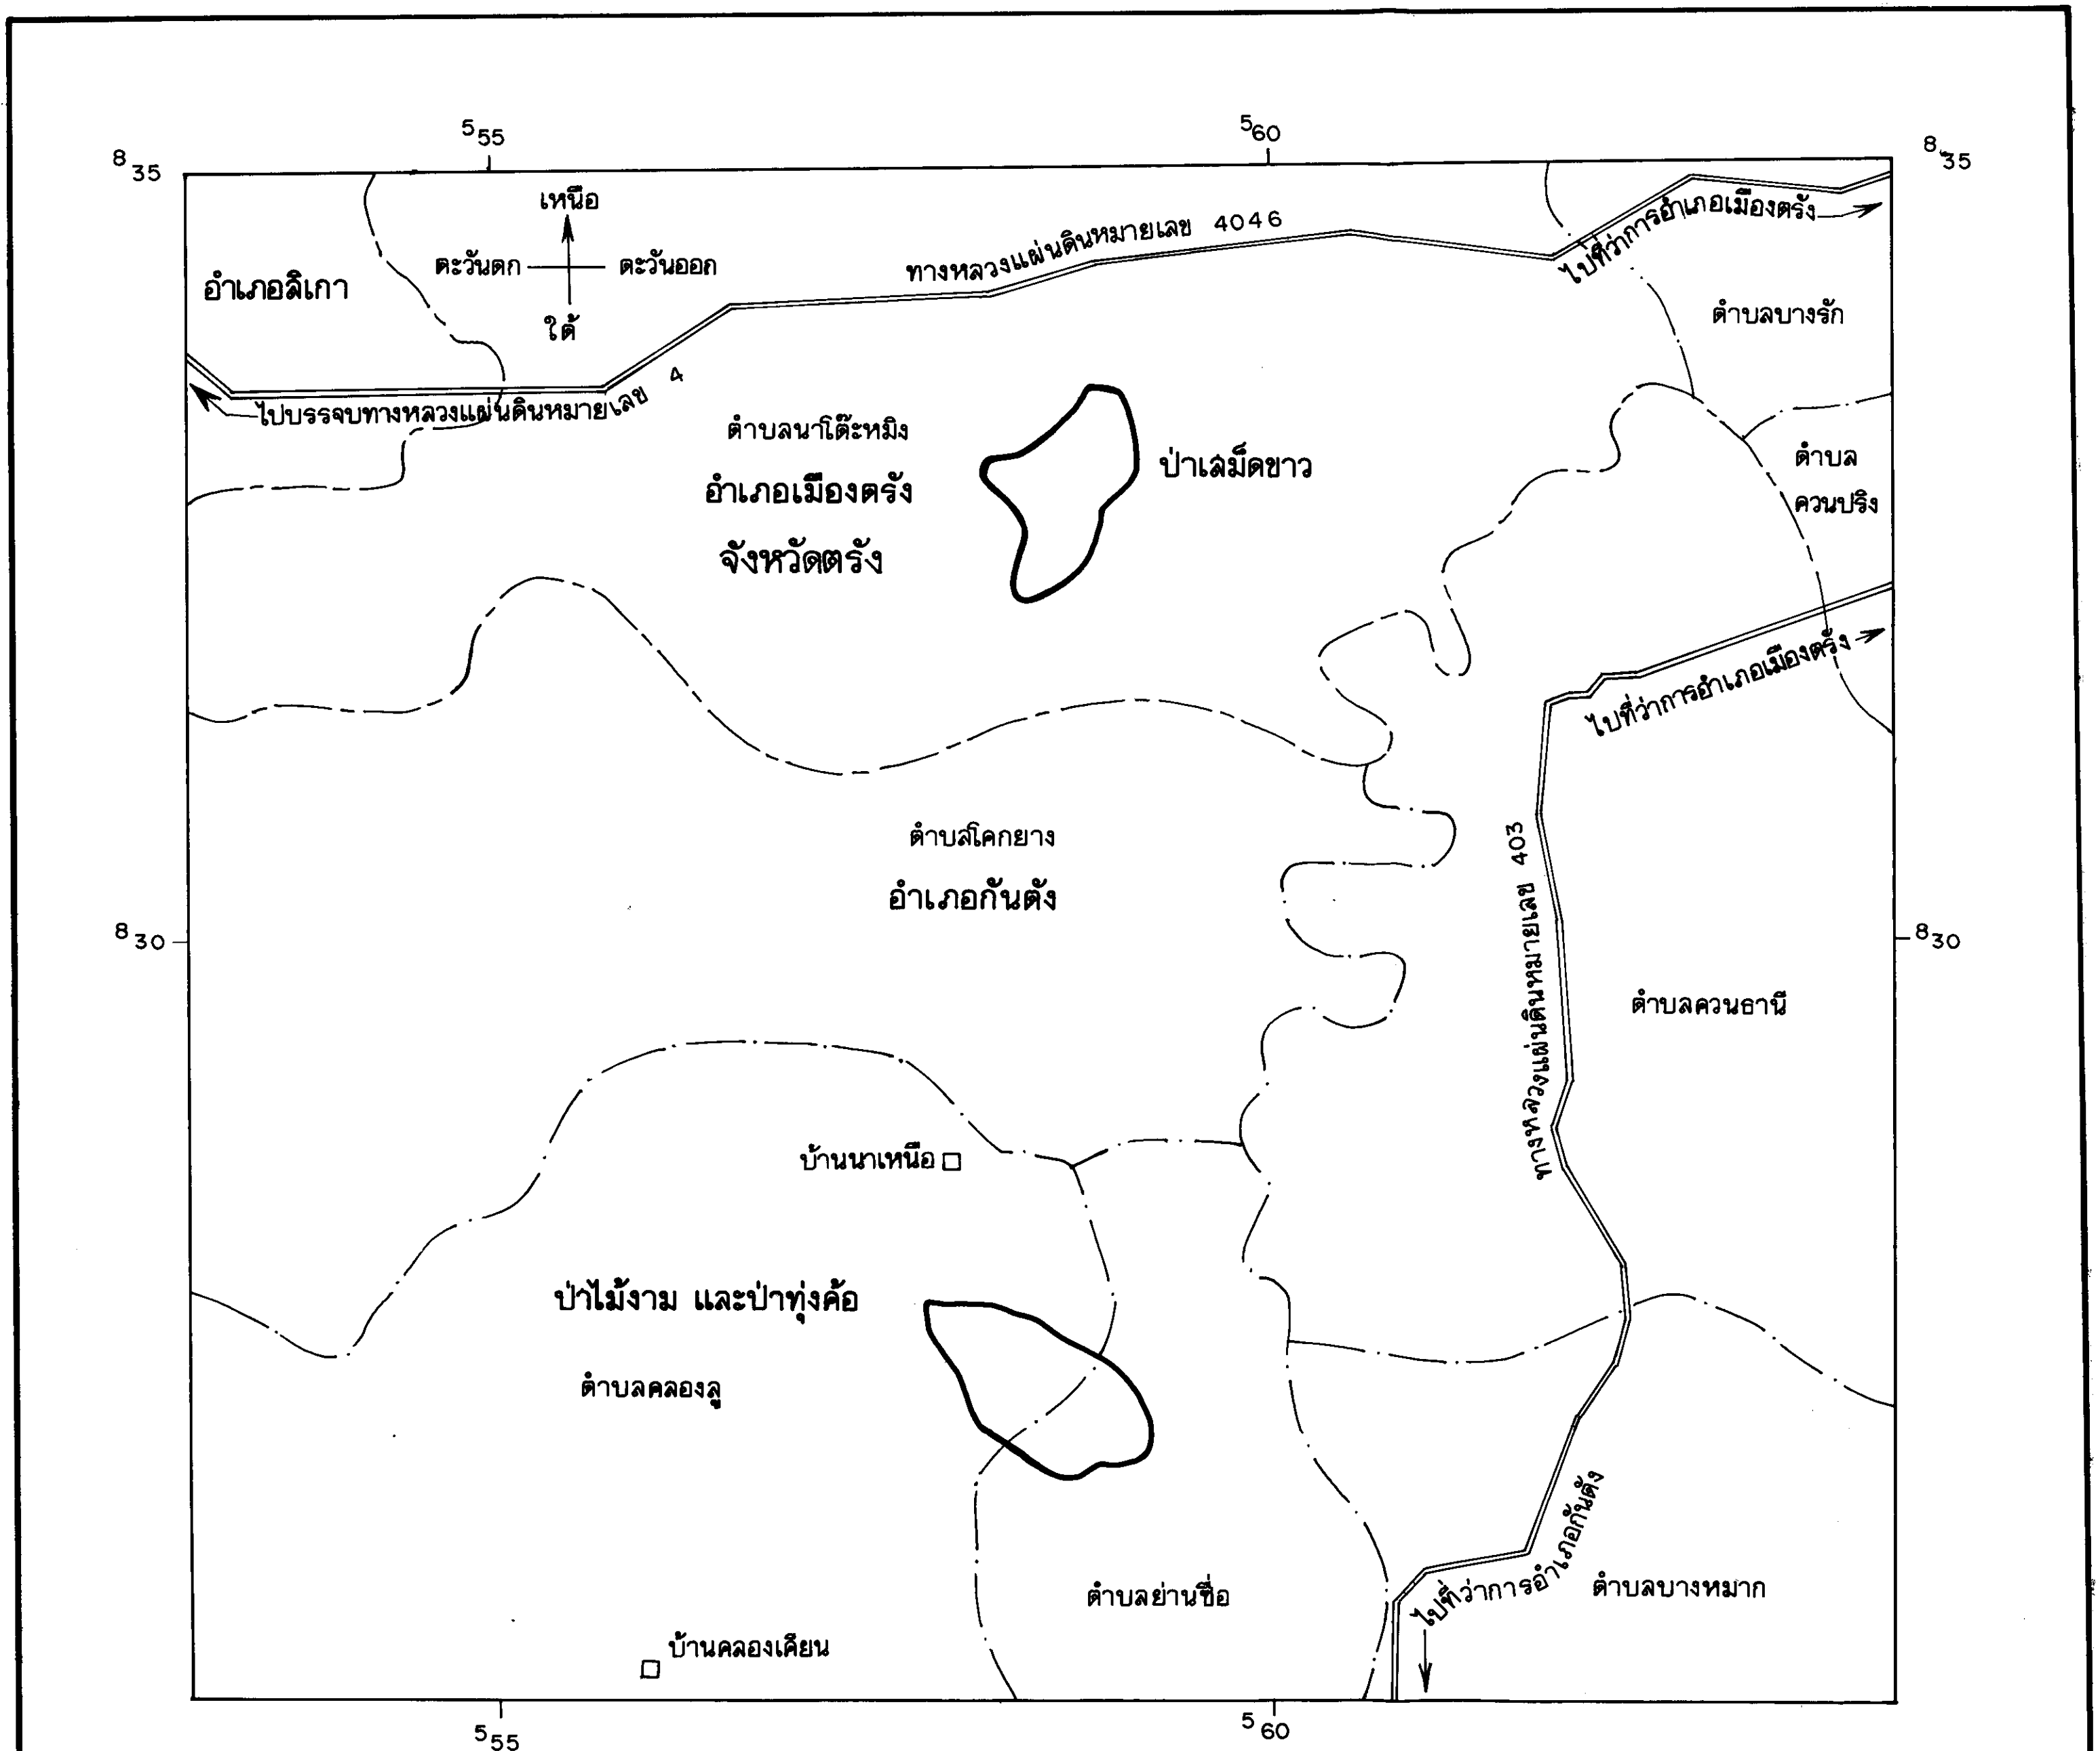 555
560
835
835
เหนือ
ตะวันตก
ตะวันออก
ใต้
อำเภอสิเกา
ทางหลวงแผ่นดินหมายเลข 4046
ไปที่ว่าการอำเภอเมืองตรัง
ตำบลบางรัก
ไปบรรจบทางหลวงแผ่นดินหมายเลข 4
ตำบลนาโต๊ะหมิง
อำเภอเมืองตรัง
จังหวัดตรัง
ป่าเสม็ดขาว
ตำบล
ควนปริง
ไปที่ว่าการอำเภอเมืองตรัง
ตำบลโคกยาง
อำเภอกันตัง
ทางหลวงแผ่นดินหมายเลข 403
830
830
ตำบลควนธานี
บ้านนาเหนือ
ป่าไม้งาม และป่าทุ่งค้อ
ตำบลคลองลุ
ไปที่ว่าการอำเภอกันตัง
ตำบลย่านซื่อ
ตำบลบางหมาก
บ้านคลองเคียน
555
560